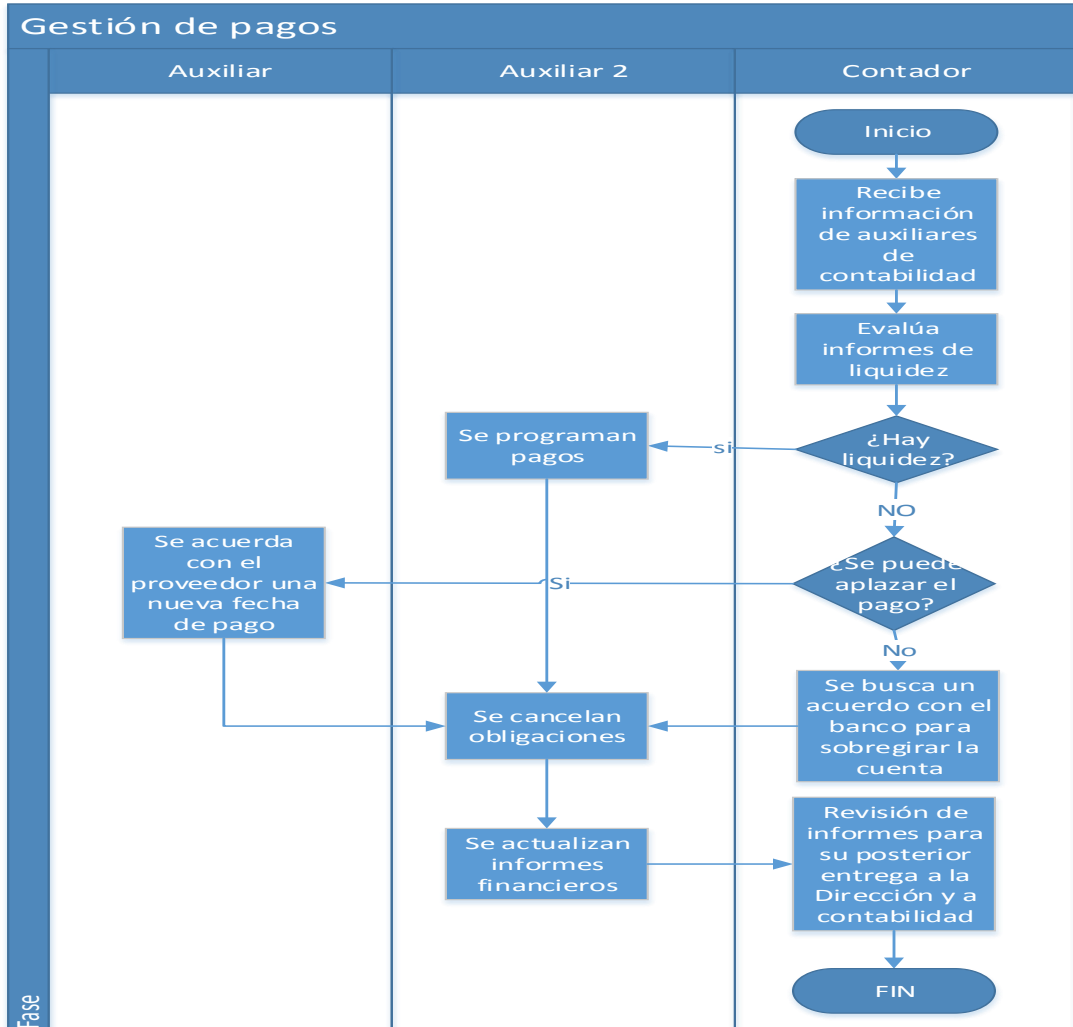 Gestión de pagos
Auxiliar
Auxiliar 2
Contador
Inicio
Recibe
información
de auxiliares
de
contabilidad
Evalúa
informes de
liquidez
¿Hay
liquidez?
si
Se programan
pagos
NO
¿Se puede
aplazar el
pago?
Si
Se acuerda
con el
proveedor una
nueva fecha
de pago
No
Se busca un
acuerdo con el
banco para
sobregirar la
cuenta
Se cancelan
obligaciones
Se actualizan
informes
financieros
Revisión de
informes para
su posterior
entrega a la
Dirección y a
contabilidad
FIN
Fase